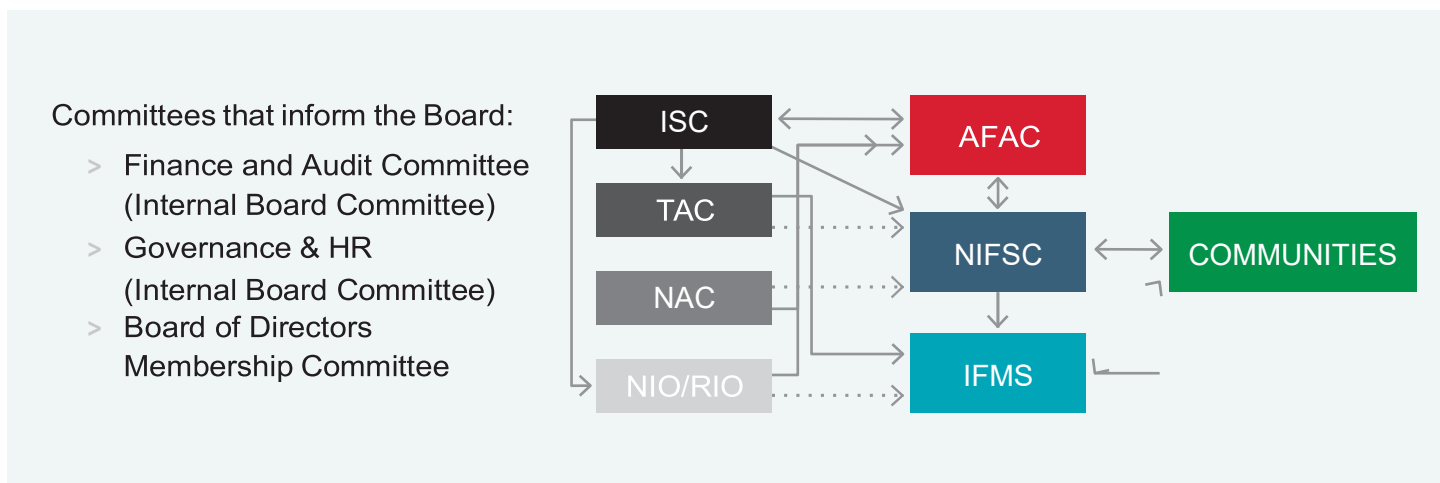 Committees that inform the Board:
> Finance and Audit Committee
(Internal Board Committee)
> Governance & HR
(Internal Board Committee)
> Board of Directors
Membership Committee
ISC
TAC
NAC
NIO/RIO
AFAC
NIFSC
IFMS
COMMUNITIES